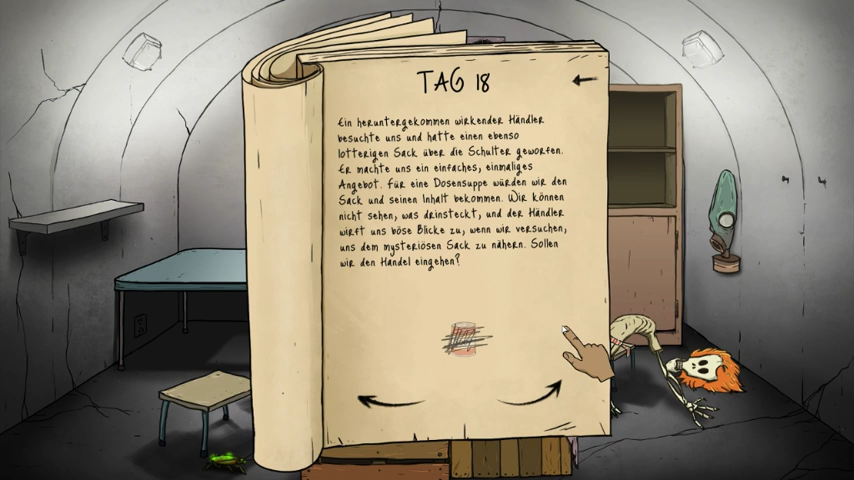 TAG 18
Ein heruntergekommen wirkender Händler
besuchte uns und hatte einen ebenso
lotterigen Sack über die Schulter geworfen.
Er machte uns ein einfaches, einmaliges
Angebot. Für eine Dosensuppe würden wir den
Sack und seinen Inhalt bekommen. Wir können
nicht sehen, was drinsteckt, und der Händler
wirft uns böse Blicke zu, wenn wir versuchen,
uns dem mysteriösen Sack zu nähern. Sollen
wir den Handel eingehen?